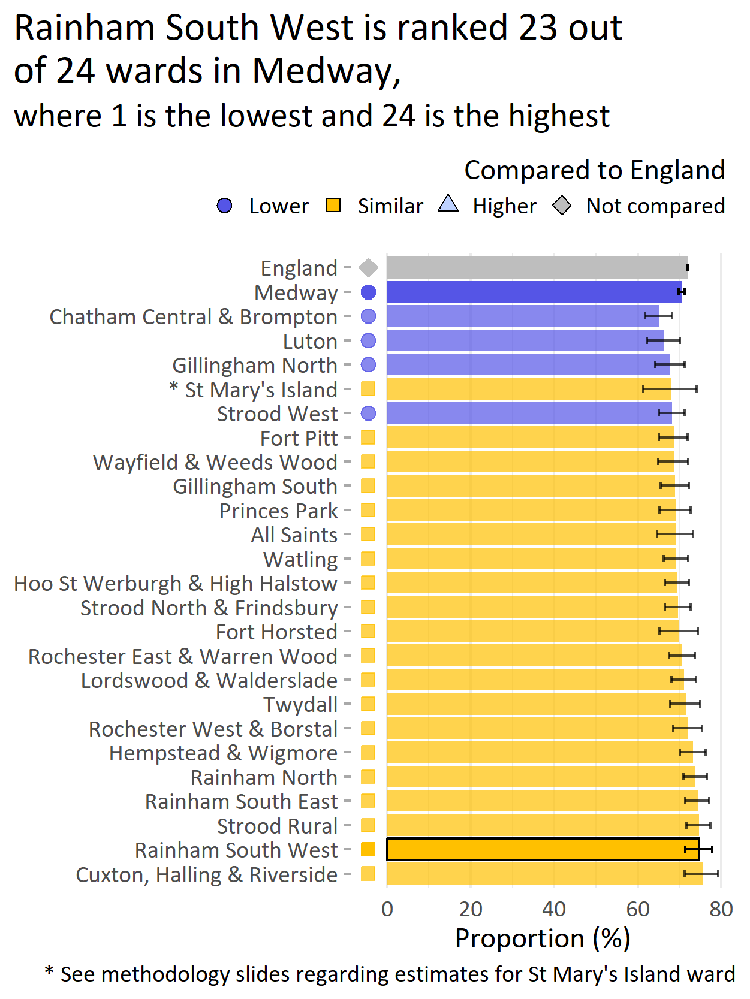 Rainham South West is ranked 23 out
of 24 wards in Medway,
where 1 is the lowest and 24 is the highest
Compared to England
Lower Similar Higher Not compared
England
Medway
Chatham Central & Brompton
Luton
Gillingham North
* St Mary's Island
Strood West
Fort Pitt
Wayfield & Weeds Wood
Gillingham South
Princes Park
All Saints
Watling
Hoo St Werburgh & High Halstow
Strood North & Frindsbury
Fort Horsted
Rochester East & Warren Wood
Lordswood & Walderslade
Twydall
Rochester West & Borstal
Hempstead & Wigmore
Rainham North
Rainham South East
Strood Rural
Rainham South West
Cuxton, Halling & Riverside
0 20 40 60 80
Proportion (%)
* See methodology slides regarding estimates for St Mary's Island ward